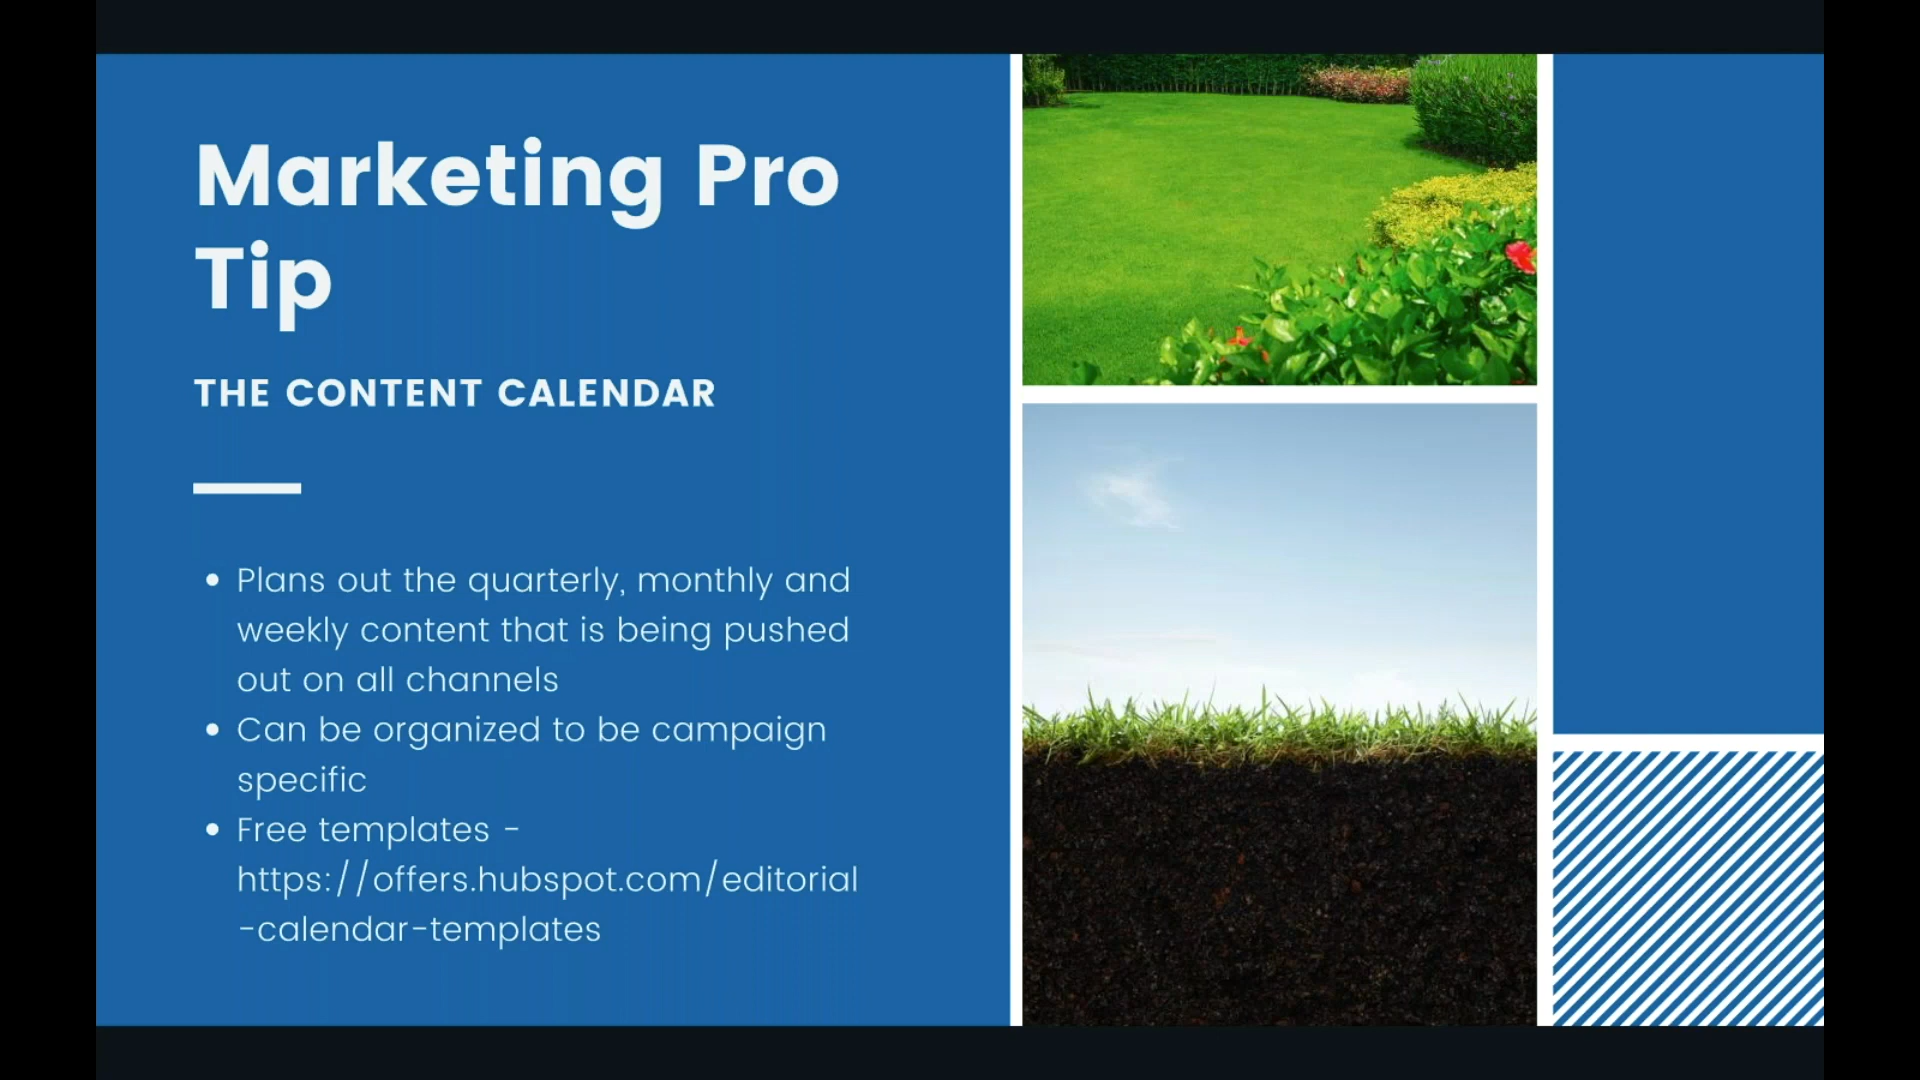 Marketing Pro
Tip
THE CONTENT CALENDAR
• Plans out the quarterly, monthly and
weekly content that is being pushed
out on all channels
• Can be organized to be campaign
specific
• Free templates -
https://offers.hubspot.com/editorial
-calendar-templates